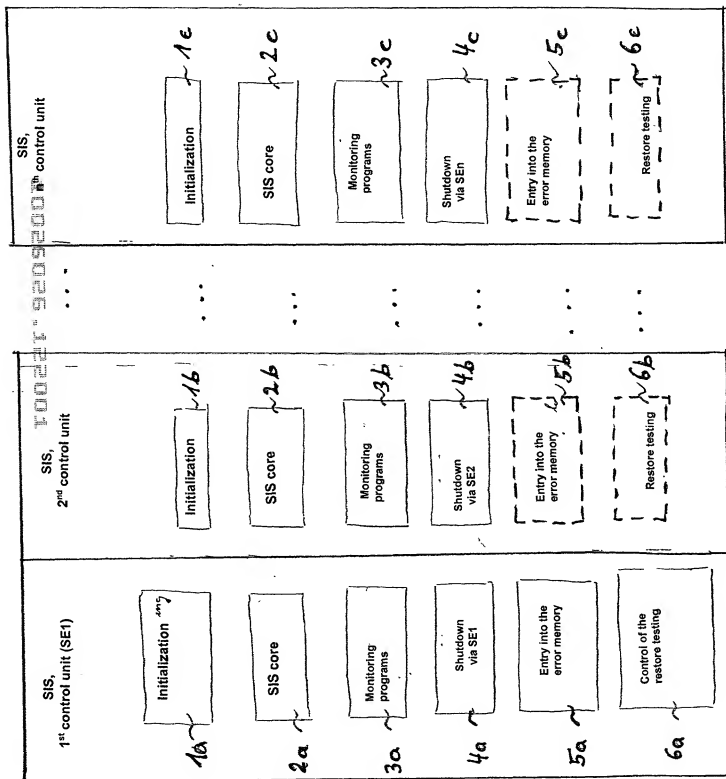 SIS,
1st control unit (SE1)
Initialization ing
1a
SIS core
2a
Monitoring
programs
3a
Shutdown
via SE1
4a
Entry into the
error memory
5a
Control of the
restore testing
6a
SIS,
2nd control unit
Initialization
1b
SIS core
2b
Monitoring
programs
3b
Shutdown
via SE2
4b
Entry into the
error memory
5b
Restore testing
6b
...
...
...
...
...
...
...
SIS,
nth control unit
Initialization
1c
SIS core
2c
Monitoring
programs
3c
Shutdown
via SEn
4c
Entry into the
error memory
5c
Restore testing
6c
10026026.122001